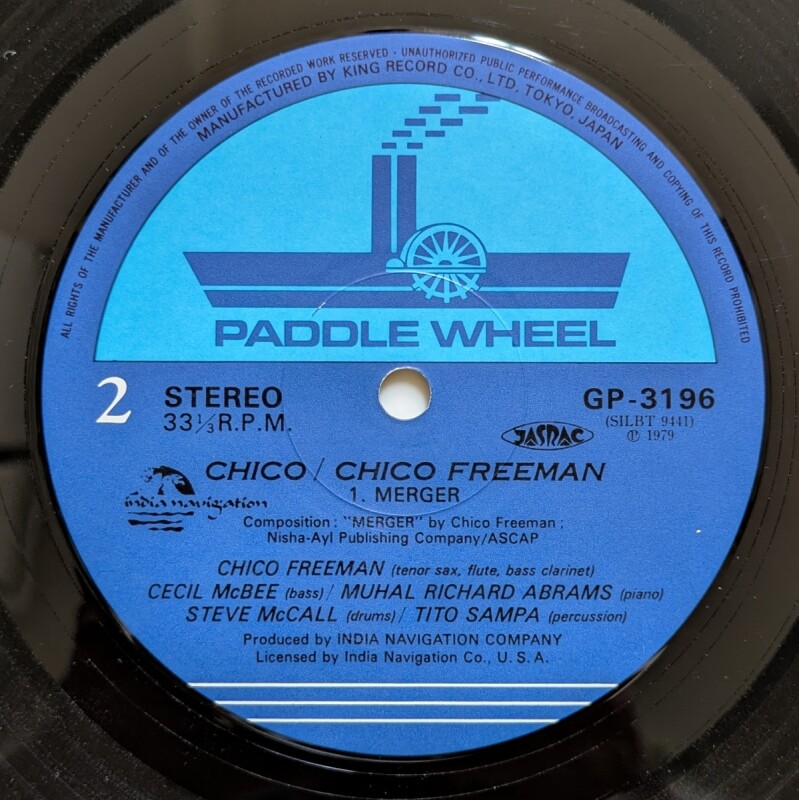 ALL RIGHTS OF THE MANUFACTURER AND OF THE OWNER OF THE RECORDED WORK RESERVED · UNAUTHORIZED PUBLIC PERFORMANCE BROADCASTING AND COPYING OF THIS RECORD PROHIBITED
MANUFACTURED BY KING RECORD CO., LTD. TOKYO, JAPAN
PADDLE WHEEL
2
STEREO
33 1/3 R.P.M.
GP-3196
(SILBT 9441)
Ⓟ 1979
JASRAC
CHICO / CHICO FREEMAN
1. MERGER
india navigation
Composition : "MERGER" by Chico Freeman ;
Nisha-Ayl Publishing Company/ASCAP
CHICO FREEMAN (tenor sax, flute, bass clarinet)
CECIL McBEE (bass) / MUHAL RICHARD ABRAMS (piano)
STEVE McCALL (drums) / TITO SAMPA (percussion)
Produced by INDIA NAVIGATION COMPANY
Licensed by India Navigation Co., U. S. A.